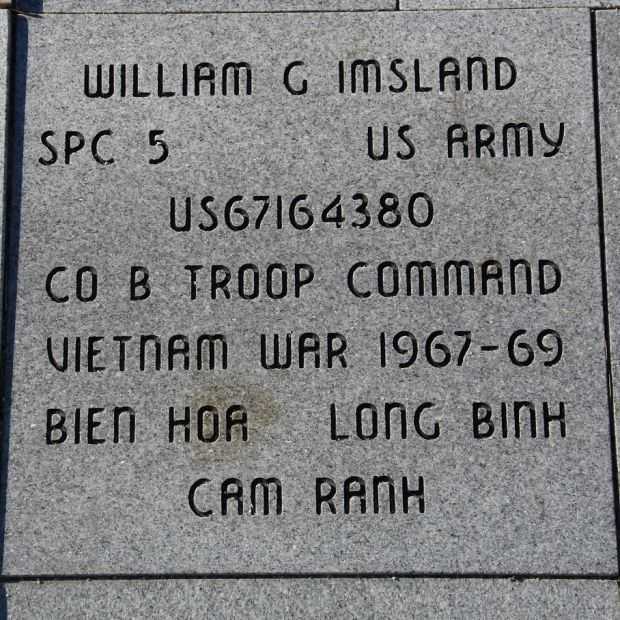 WILLIAM G IMSLAND
SPC 5 US ARMY
US67164380
CO B TROOP COMMAND
VIETNAM WAR 1967-69
BIEN HOA LONG BINH
CAM RANH